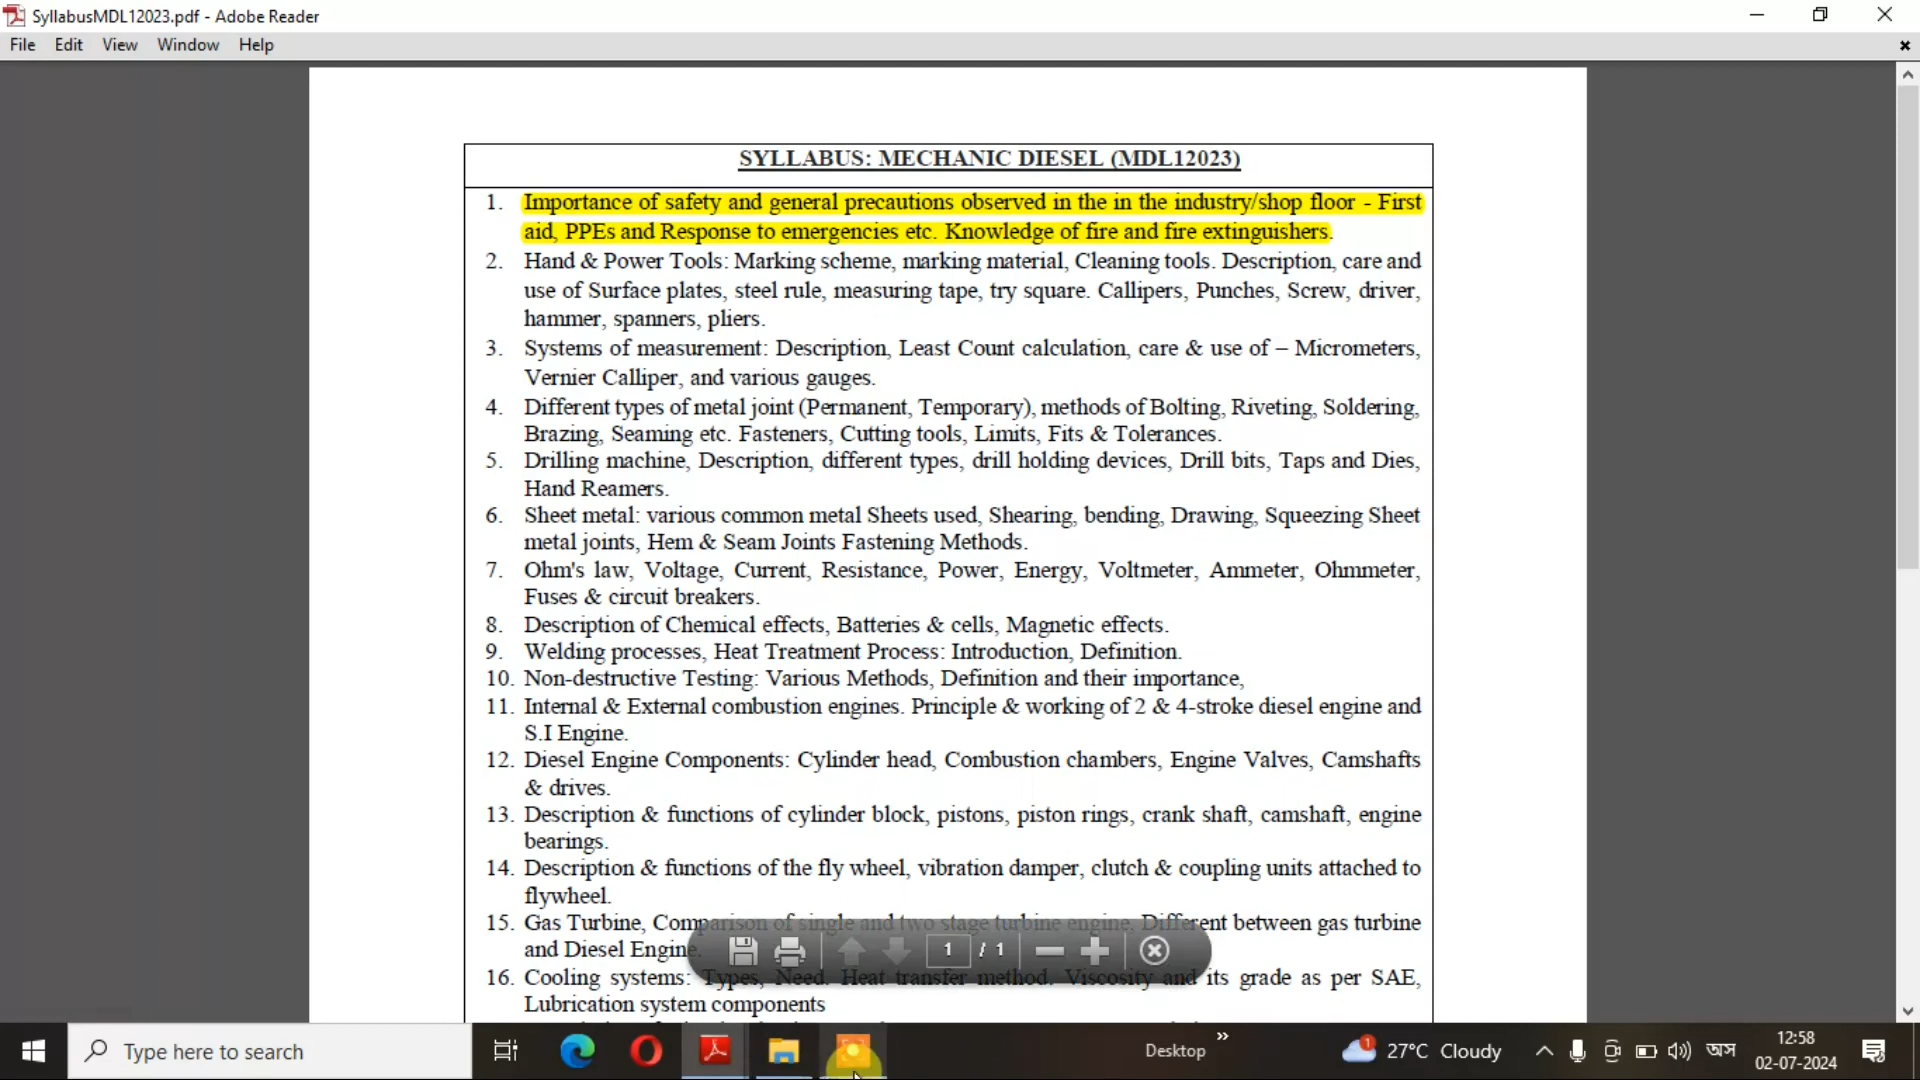 SyllabusMDL12023.pdf - Adobe Reader
File Edit View Window Help
SYLLABUS: MECHANIC DIESEL (MDL12023)
1. Importance of safety and general precautions observed in the in the industry/shop floor - First
aid, PPEs and Response to emergencies etc. Knowledge of fire and fire extinguishers.
2. Hand & Power Tools: Marking scheme, marking material, Cleaning tools. Description, care and
use of Surface plates, steel rule, measuring tape, try square. Callipers, Punches, Screw, driver,
hammer, spanners, pliers.
3. Systems of measurement: Description, Least Count calculation, care & use of – Micrometers,
Vernier Calliper, and various gauges.
4. Different types of metal joint (Permanent, Temporary), methods of Bolting, Riveting, Soldering,
Brazing, Seaming etc. Fasteners, Cutting tools, Limits, Fits & Tolerances.
5. Drilling machine, Description, different types, drill holding devices, Drill bits, Taps and Dies,
Hand Reamers.
6. Sheet metal: various common metal Sheets used, Shearing, bending, Drawing, Squeezing Sheet
metal joints, Hem & Seam Joints Fastening Methods.
7. Ohm's law, Voltage, Current, Resistance, Power, Energy, Voltmeter, Ammeter, Ohmmeter,
Fuses & circuit breakers.
8. Description of Chemical effects, Batteries & cells, Magnetic effects.
9. Welding processes, Heat Treatment Process: Introduction, Definition.
10. Non-destructive Testing: Various Methods, Definition and their importance,
11. Internal & External combustion engines. Principle & working of 2 & 4-stroke diesel engine and
S.I Engine.
12. Diesel Engine Components: Cylinder head, Combustion chambers, Engine Valves, Camshafts
& drives.
13. Description & functions of cylinder block, pistons, piston rings, crank shaft, camshaft, engine
bearings.
14. Description & functions of the fly wheel, vibration damper, clutch & coupling units attached to
flywheel.
15. Gas Turbine, Comparison of single and two stage turbine engine. Different between gas turbine
and Diesel Engine.
1 / 1
16. Cooling systems: Types, Need. Heat transfer method. Viscosity and its grade as per SAE,
Lubrication system components
Type here to search
Desktop
27°C Cloudy
অস
12:58
02-07-2024